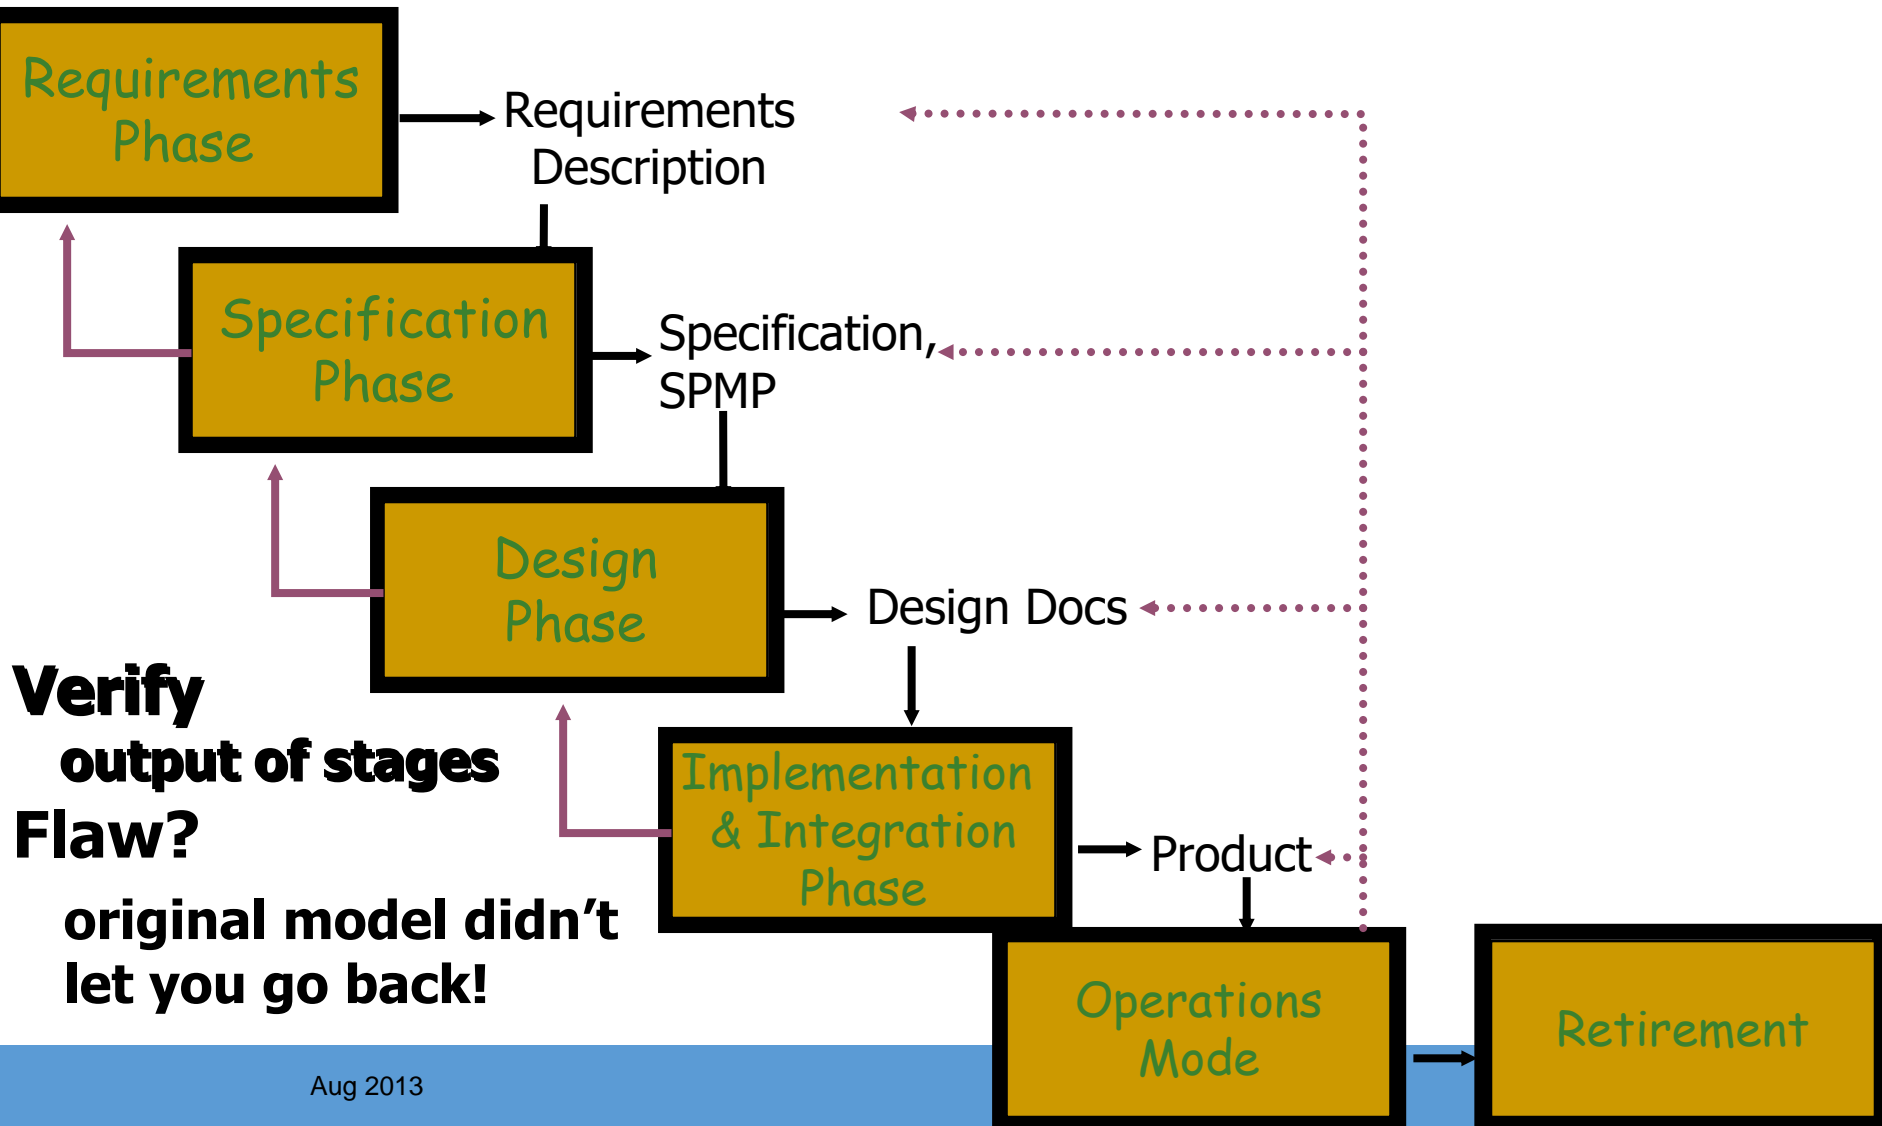 Requirements
Phase
Requirements
Description
Specification
Phase
Specification,
SPMP
Design
Phase
Design Docs
Verify
output of stages
Flaw?
original model didn’t
let you go back!
Implementation
& Integration
Phase
Product
Operations
Mode
Retirement
Aug 2013